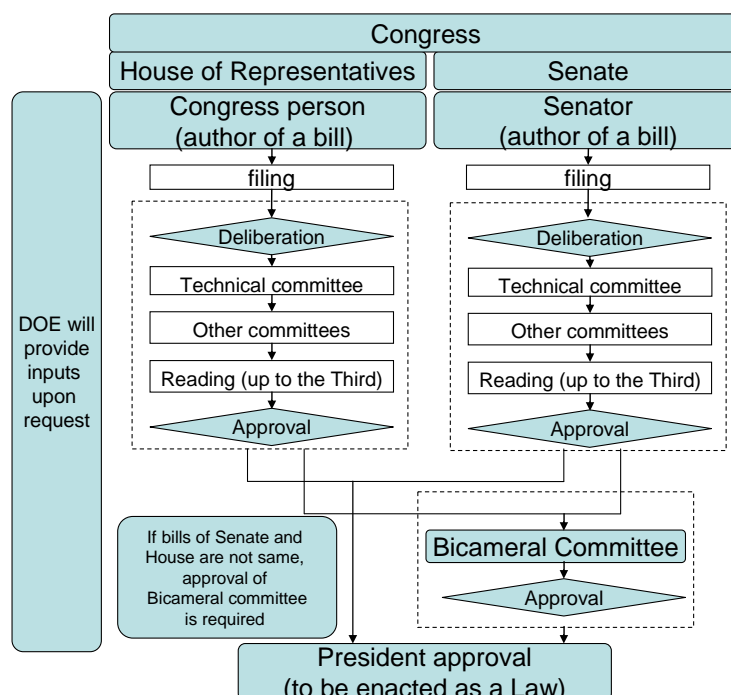 Congress
House of Representatives
Senate
Congress person
(author of a bill)
Senator
(author of a bill)
filing
filing
Deliberation
Deliberation
Technical committee
Technical committee
Other committees
Other committees
Reading (up to the Third)
Reading (up to the Third)
Approval
Approval
DOE will
provide
inputs
upon
request
If bills of Senate and
House are not same,
approval of
Bicameral committee
is required
Bicameral Committee
Approval
President approval
(to be enacted as a Law)